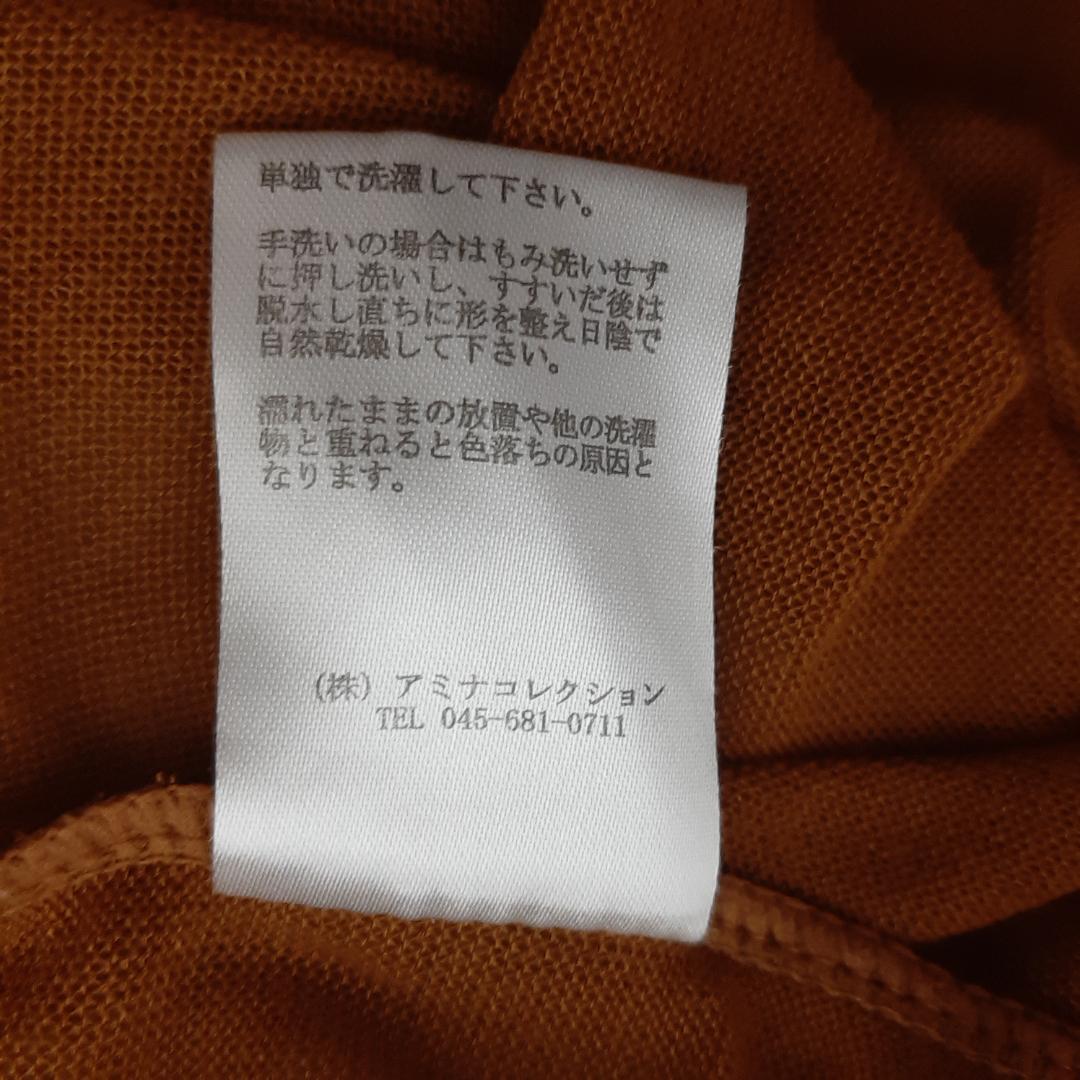 単独で洗濯して下さい。
手洗いの場合はもみ洗いせず
に押し洗いし、すすいだ後は
脱水し直ちに形を整え日陰で
自然乾燥して下さい。
濡れたままの放置や他の洗濯
物と重ねると色落ちの原因と
なります。
(株) アミナコレクション
TEL 045-681-0711